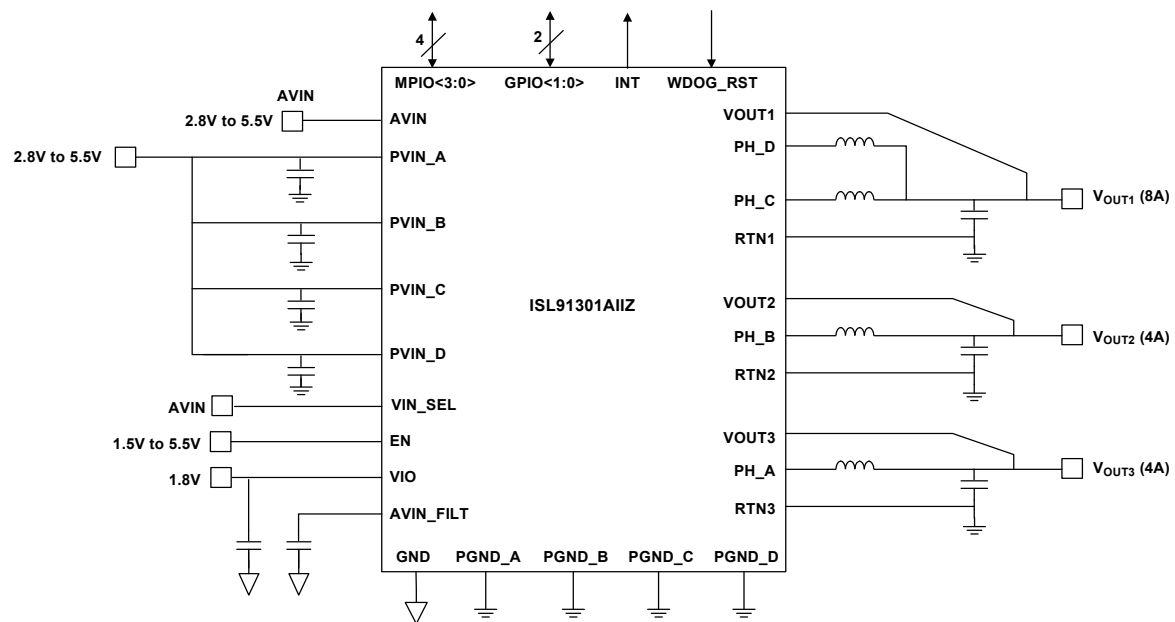 4
2
MPIO<3:0>
GPIO<1:0>
INT
WDOG_RST
AVIN
2.8V to 5.5V
AVIN
2.8V to 5.5V
PVIN_A
PVIN_B
PVIN_C
PVIN_D
AVIN
VIN_SEL
1.5V to 5.5V
EN
1.8V
VIO
AVIN_FILT
ISL91301AIIZ
VOUT1
PH_D
PH_C
VOUT1 (8A)
RTN1
VOUT2
PH_B
VOUT2 (4A)
RTN2
VOUT3
PH_A
VOUT3 (4A)
RTN3
GND
PGND_A
PGND_B
PGND_C
PGND_D